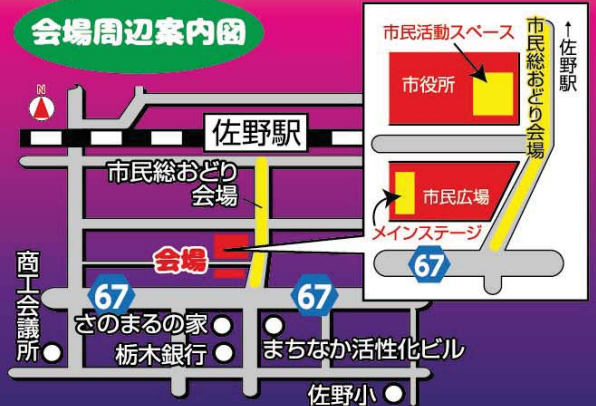 会場周辺案内図
N
佐野駅
市民総おどり
会場
会場
67
67
商工会議所
さのまるの家
栃木銀行
まちなか活性化ビル
佐野小
市民活動スペース
市役所
市民総おどり会場
↑佐野駅
市民広場
メインステージ
67